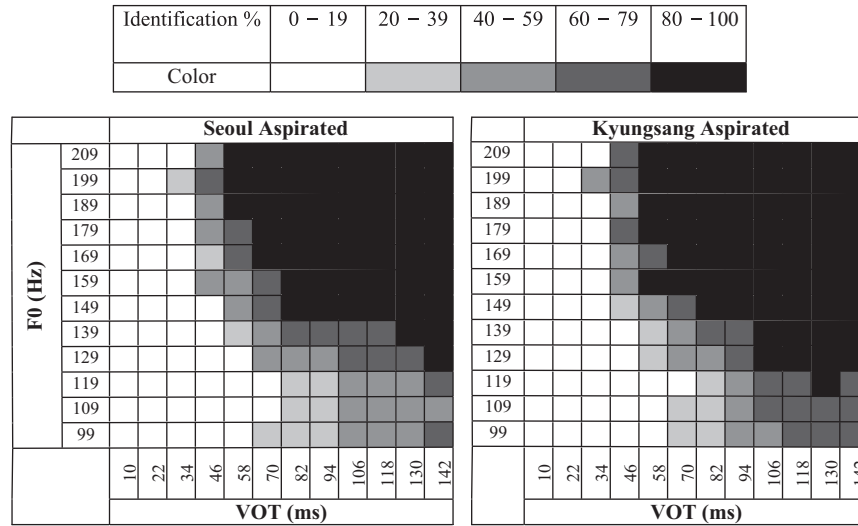 Identification % 0 – 19 20 – 39 40 – 59 60 – 79 80 – 100
Color
Seoul Aspirated
F0 (Hz)
209
199
189
179
169
159
149
139
129
119
109
99
10 22 34 46 58 70 82 94 106 118 130 142
VOT (ms)
Kyungsang Aspirated
209
199
189
179
169
159
149
139
129
119
109
99
10 22 34 46 58 70 82 94 106 118 130 142
VOT (ms)